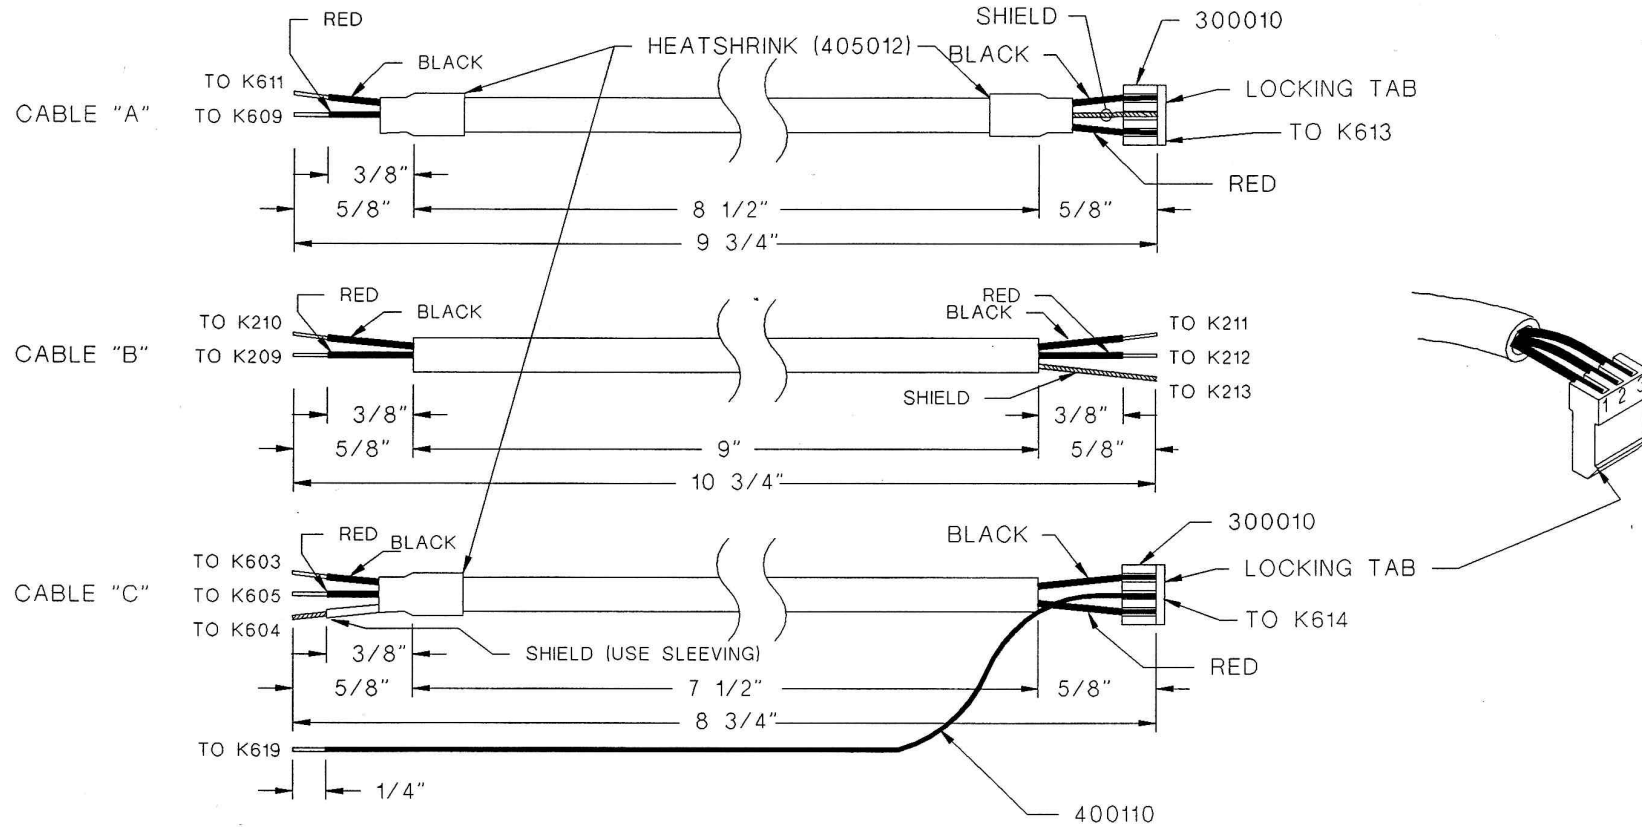 RED
SHIELD
300010
HEATSHRINK (405012)
BLACK
BLACK
TO K611
LOCKING TAB
CABLE "A"
TO K609
TO K613
3/8"
RED
5/8"
8 1/2"
5/8"
9 3/4"
RED
RED
BLACK
BLACK
TO K210
TO K211
CABLE "B"
TO K209
TO K212
SHIELD
TO K213
1 2 3
3/8"
3/8"
5/8"
9"
5/8"
10 3/4"
300010
RED
BLACK
BLACK
TO K603
LOCKING TAB
CABLE "C"
TO K605
TO K614
TO K604
3/8"
SHIELD (USE SLEEVING)
RED
5/8"
7 1/2"
5/8"
8 3/4"
TO K619
1/4"
400110